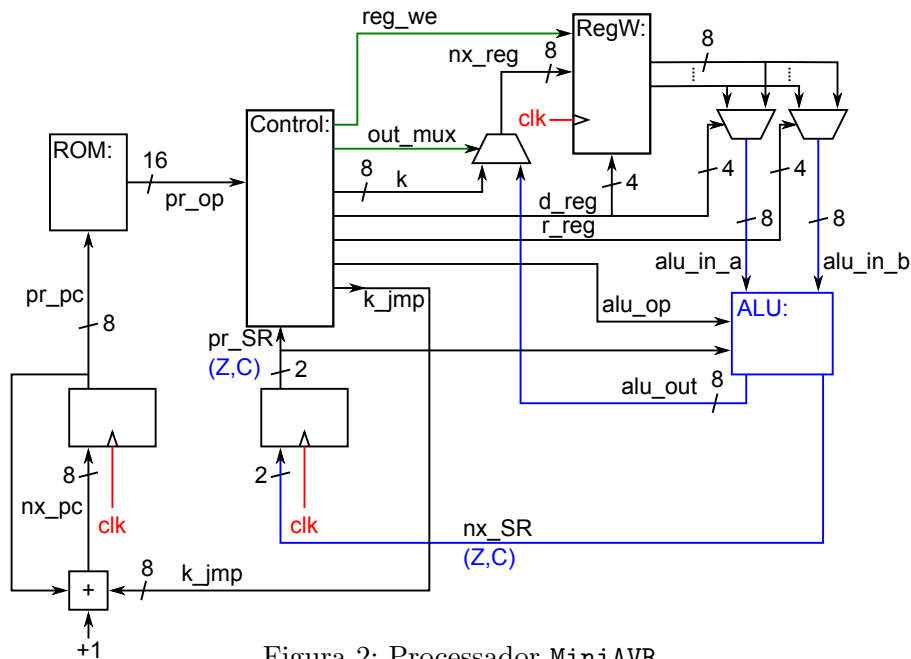 reg_we
RegW:
8
nx_reg
8
Control:
out_mux
clk
ROM:
16
pr_op
8
k
4
4
4
d_reg
r_reg
8
8
alu_in_a
alu_in_b
pr_pc
8
k_jmp
alu_op
ALU:
pr_SR
(Z,C)
2
alu_out
8
8
2
nx_pc
clk
clk
nx_SR
(Z,C)
8
k_jmp
+
+1
Figura 2: Processador MiniAVR